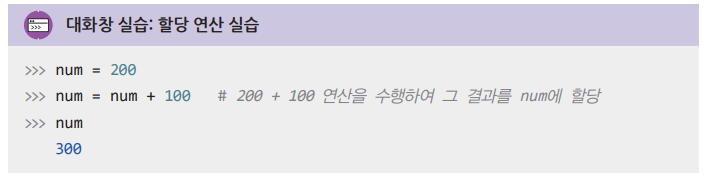 대화창 실습: 할당 연산 실습
>>> num = 200
>>> num = num + 100 # 200 + 100 연산을 수행하여 그 결과를 num에 할당
>>> num
300